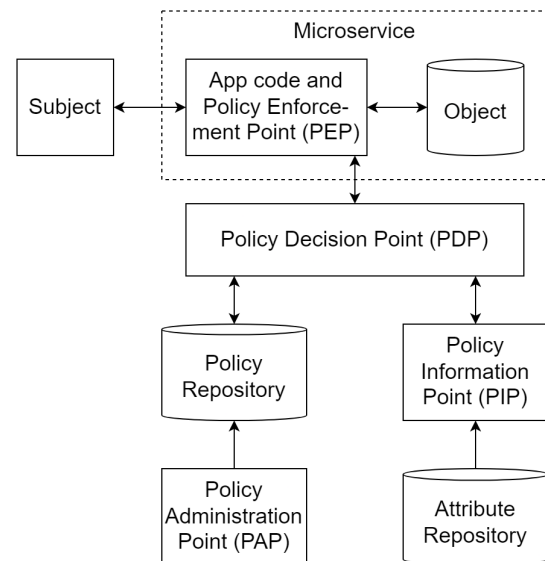 Microservice
Subject
App code and
Policy Enforce-
ment Point (PEP)
Object
Policy Decision Point (PDP)
Policy
Repository
Policy
Information
Point (PIP)
Policy
Administration
Point (PAP)
Attribute
Repository